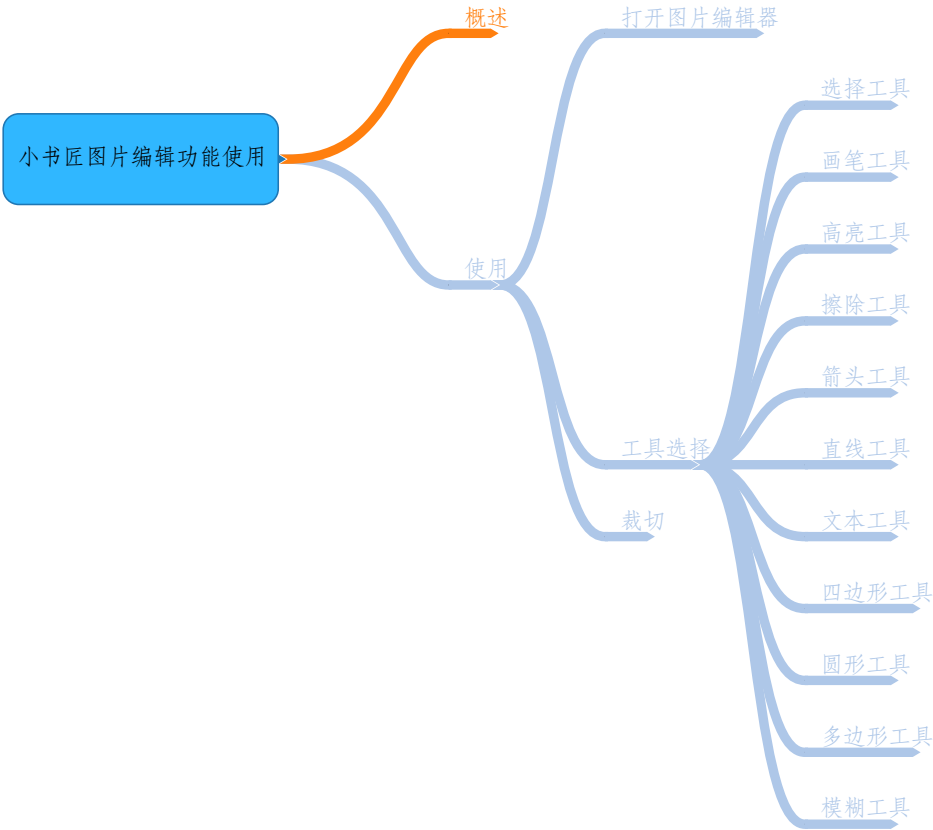 小书匠图片编辑功能使用
概述
使用
打开图片编辑器
工具选择
选择工具
画笔工具
高亮工具
擦除工具
箭头工具
直线工具
文本工具
四边形工具
圆形工具
多边形工具
模糊工具
裁切